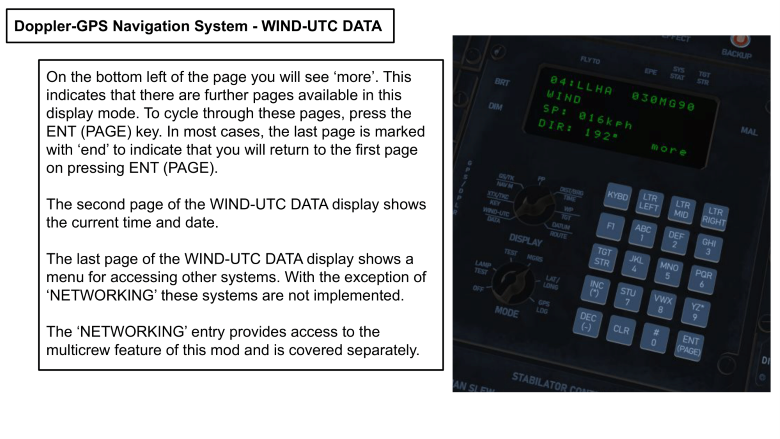 Doppler-GPS Navigation System - WIND-UTC DATA
On the bottom left of the page you will see ‘more’. This
indicates that there are further pages available in this
display mode. To cycle through these pages, press the
ENT (PAGE) key. In most cases, the last page is marked
with ‘end’ to indicate that you will return to the first page
on pressing ENT (PAGE).
The second page of the WIND-UTC DATA display shows
the current time and date.
The last page of the WIND-UTC DATA display shows a
menu for accessing other systems. With the exception of
‘NETWORKING’ these systems are not implemented.
The ‘NETWORKING’ entry provides access to the
multicrew feature of this mod and is covered separately.
BACKUP
FLY TO
SPE
SYS
STAT
TGT
STR
BRT
DIM
MAL
04:LLHA 030MG90
WIND
SP: 016kph
DIR: 192°
more
PP
DIST/BRG
TIME
XTK/TKE
KEY
WP
TGT
WIND-UTC
DATA
DATUM
ROUTE
DISPLAY
KYBD
LTR
LEFT
LTR
MID
LTR
RIGHT
F1
ABC
1
DEF
2
GHI
3
TGT
STR
JKL
4
MNO
5
PQR
6
INC
(*)
STU
7
VWX
8
YZ*
9
DEC
(-)
CLR
#
0
ENT
(PAGE)
LAMP
TEST
TEST
MGRS
LAT /
LONG
OFF
GPS
LDG
MODE
AN SLEW
STABILATOR CON